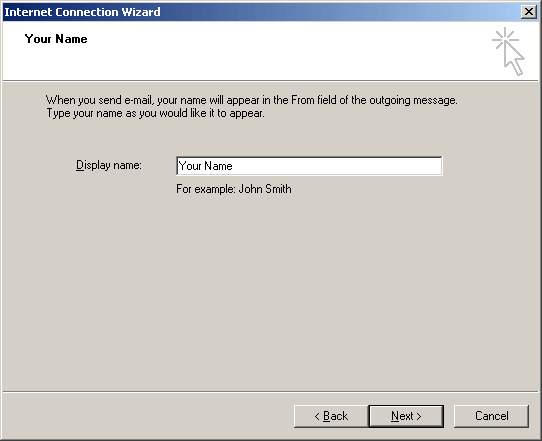 Internet Connection Wizard
Your Name
When you send e-mail, your name will appear in the From field of the outgoing message.
Type your name as you would like it to appear.
Display name: Your Name
For example: John Smith
< Back Next > Cancel